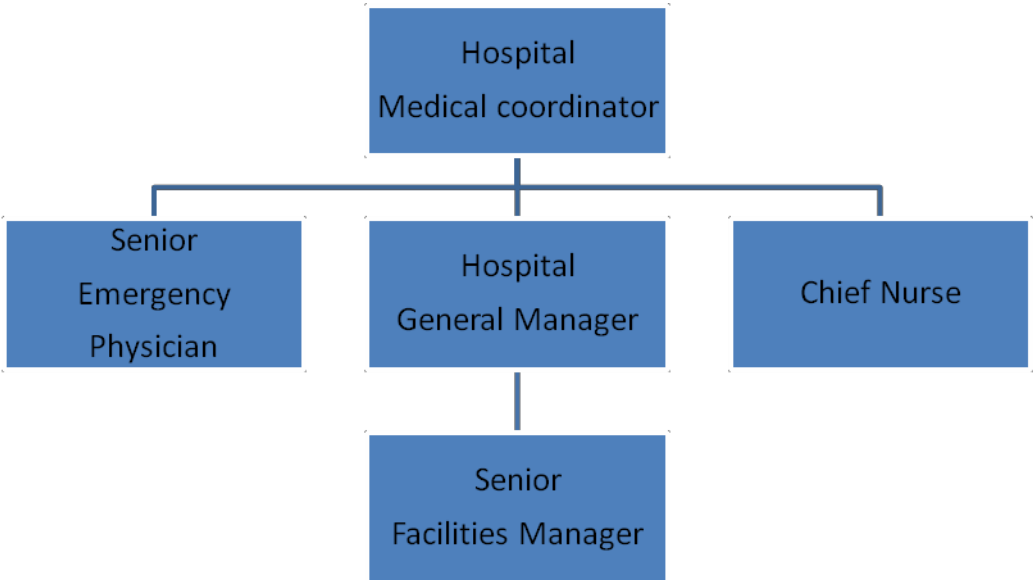 Hospital
Medical coordinator
Senior
Emergency
Physician
Hospital
General Manager
Chief Nurse
Senior
Facilities Manager